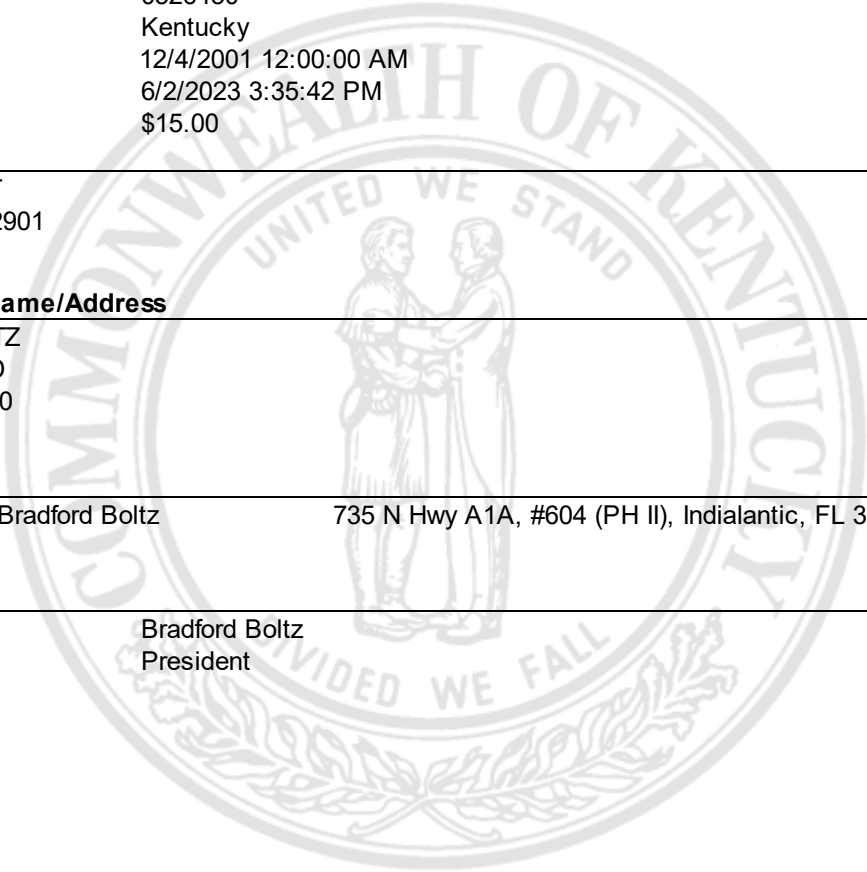 Kentucky
12/4/2001 12:00:00 AM
6/2/2023 3:35:42 PM
$15.00
2901
ame/Address
TZ
0
Bradford Boltz 735 N Hwy A1A, #604 (PH II), Indialantic, FL 3
Bradford Boltz
President
COMMONWEALTH OF KENTUCKY
UNITED WE STAND
DIVIDED WE FALL